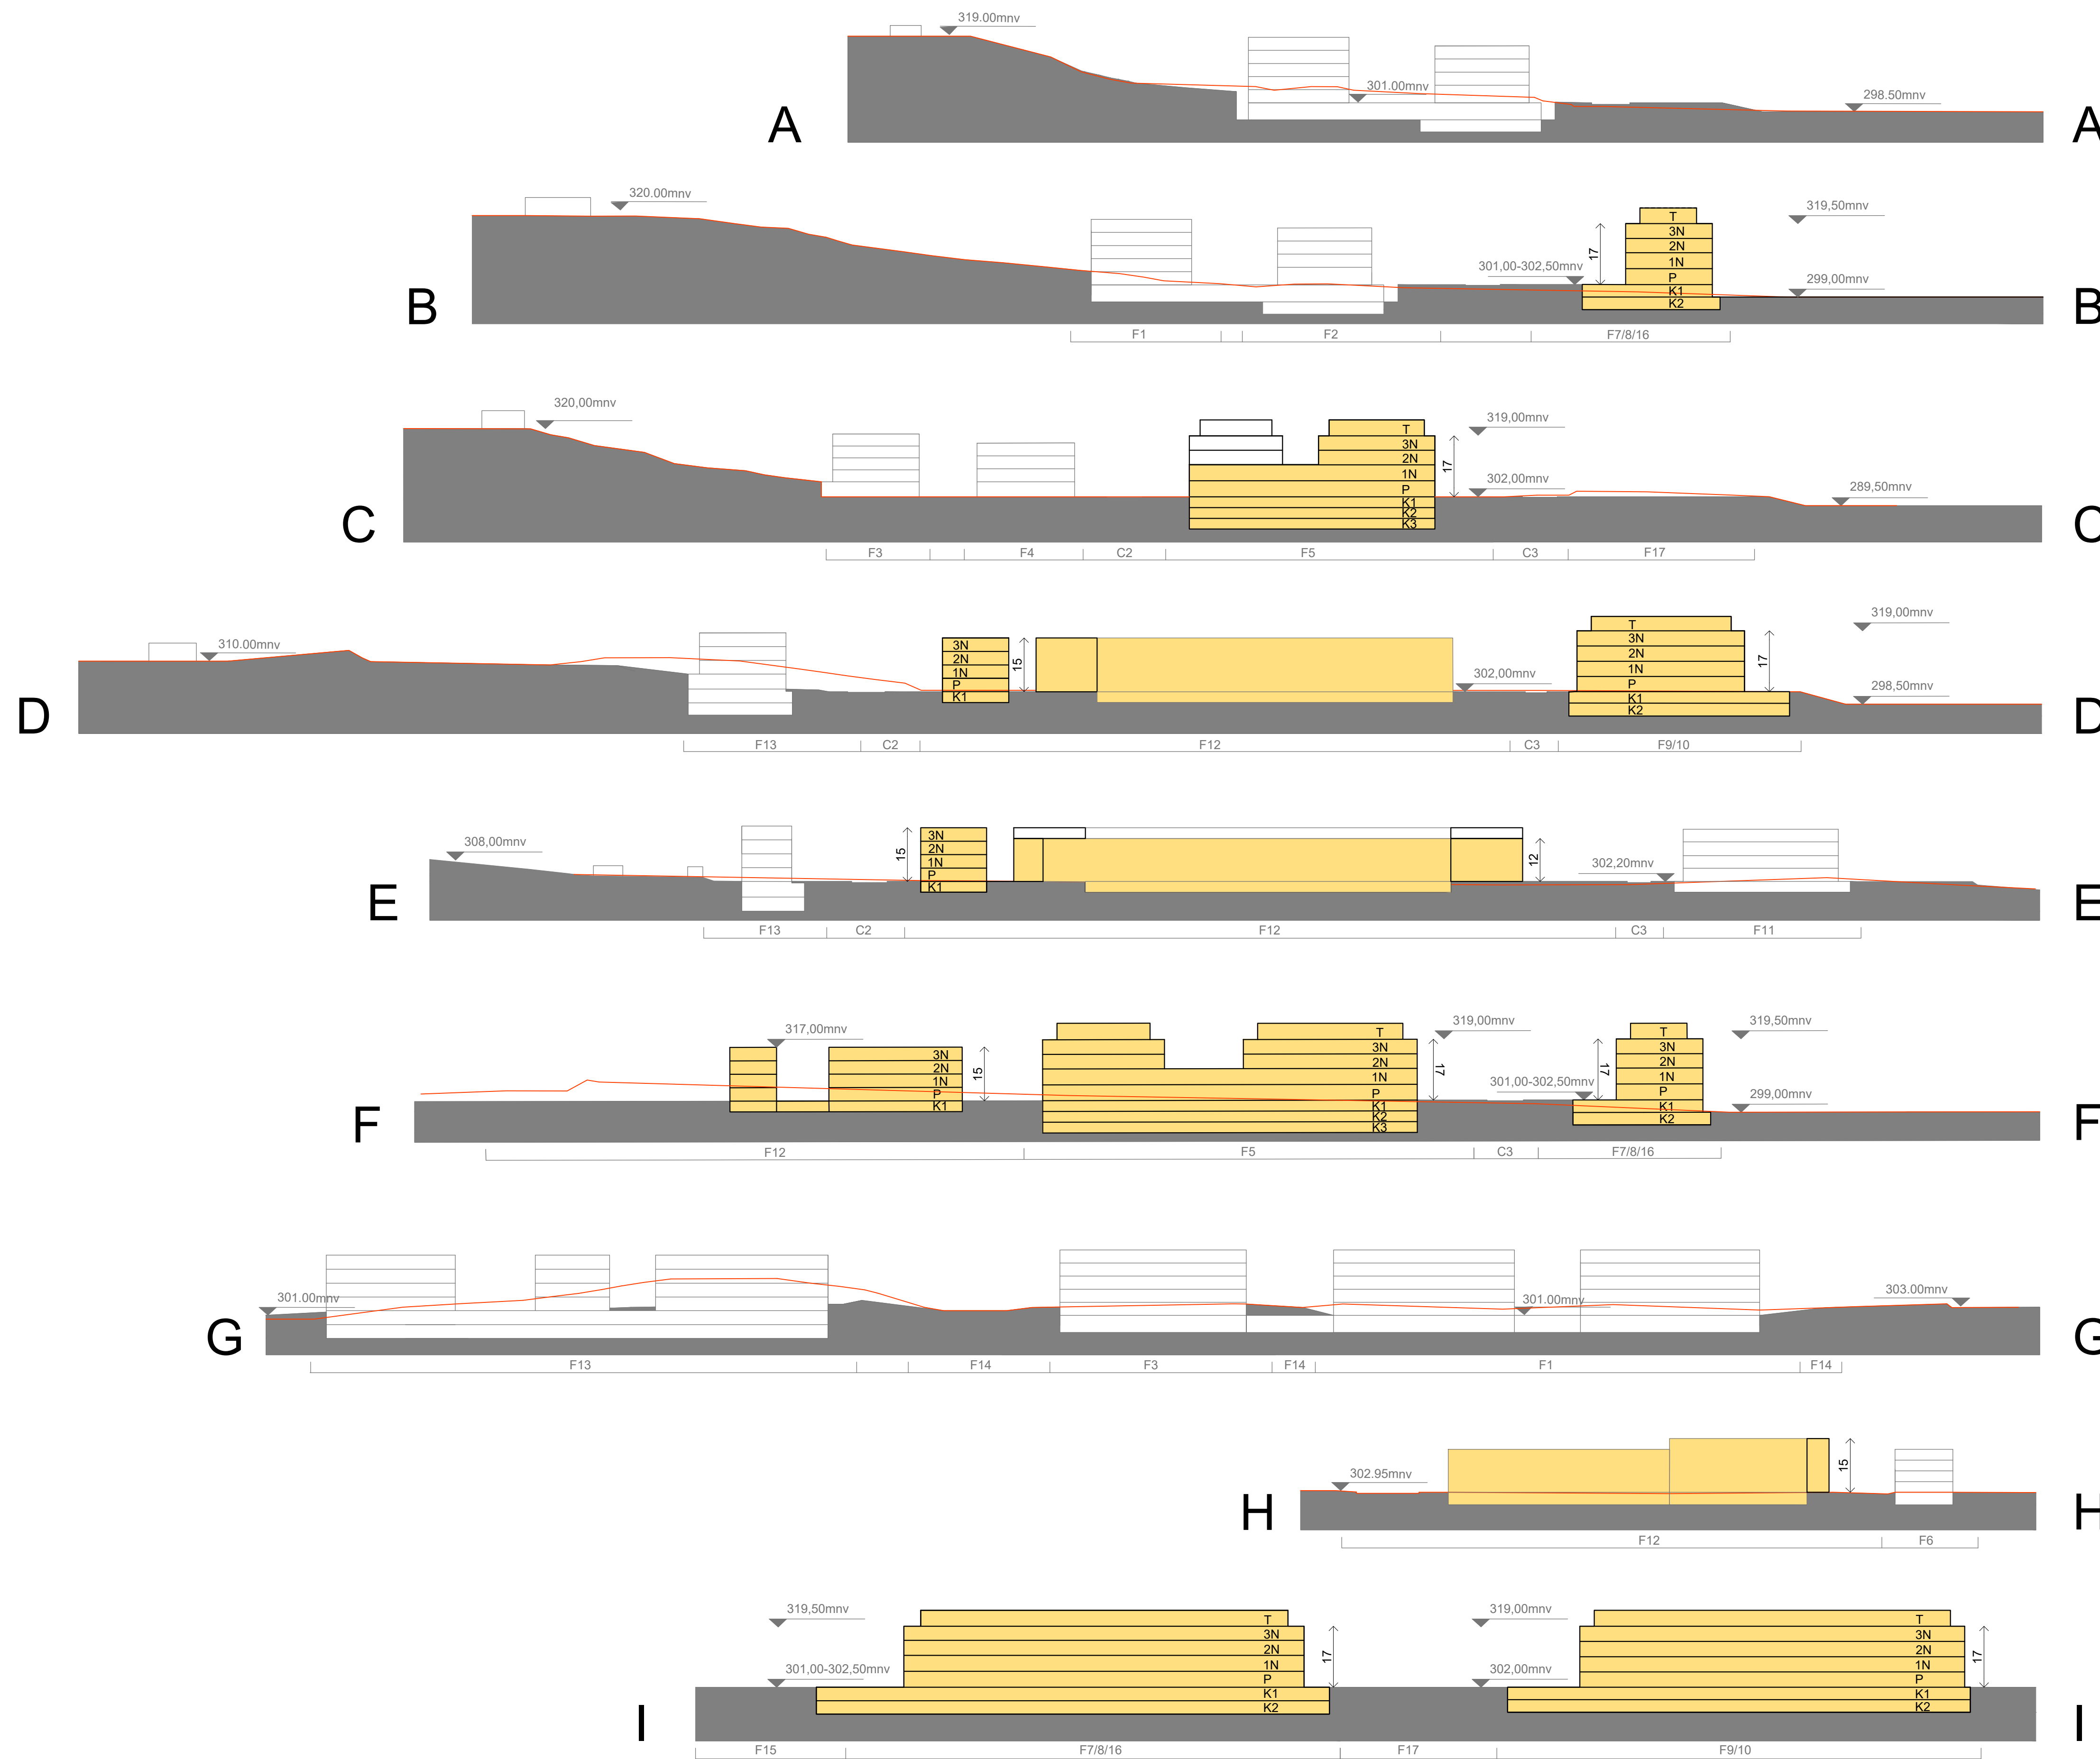 319.00mnv
301.00mnv
298.50mnv
A A
320.00mnv
319,50mnv
T
3N
2N
1N
P
K1
K2
17
301,00-302,50mnv
299,00mnv
B B
F1 F2 F7/8/16
320,00mnv
319,00mnv
T
3N
2N
1N
P
K1
K2
K3
17
302,00mnv
289,50mnv
C C
F3 F4 C2 F5 C3 F17
310.00mnv
3N
2N
1N
P
K1
15
302,00mnv
T
3N
2N
1N
P
K1
K2
17
319,00mnv
298,50mnv
D D
F13 C2 F12 C3 F9/10
308,00mnv
15
3N
2N
1N
P
K1
12
302,20mnv
E E
F13 C2 F12 C3 F11
317,00mnv
3N
2N
1N
P
K1
15
T
3N
2N
1N
P
K1
K2
K3
319,00mnv
17
301,00-302,50mnv
17
T
3N
2N
1N
P
K1
K2
319,50mnv
299,00mnv
F F
F12 F5 C3 F7/8/16
301.00mnv
301.00mnv
303.00mnv
G G
F13 F14 F3 F14 F1 F14
302.95mnv
15
H H
F12 F6
319,50mnv
301,00-302,50mnv
T
3N
2N
1N
P
K1
K2
17
319,00mnv
302,00mnv
T
3N
2N
1N
P
K1
K2
17
I I
F15 F7/8/16 F17 F9/10